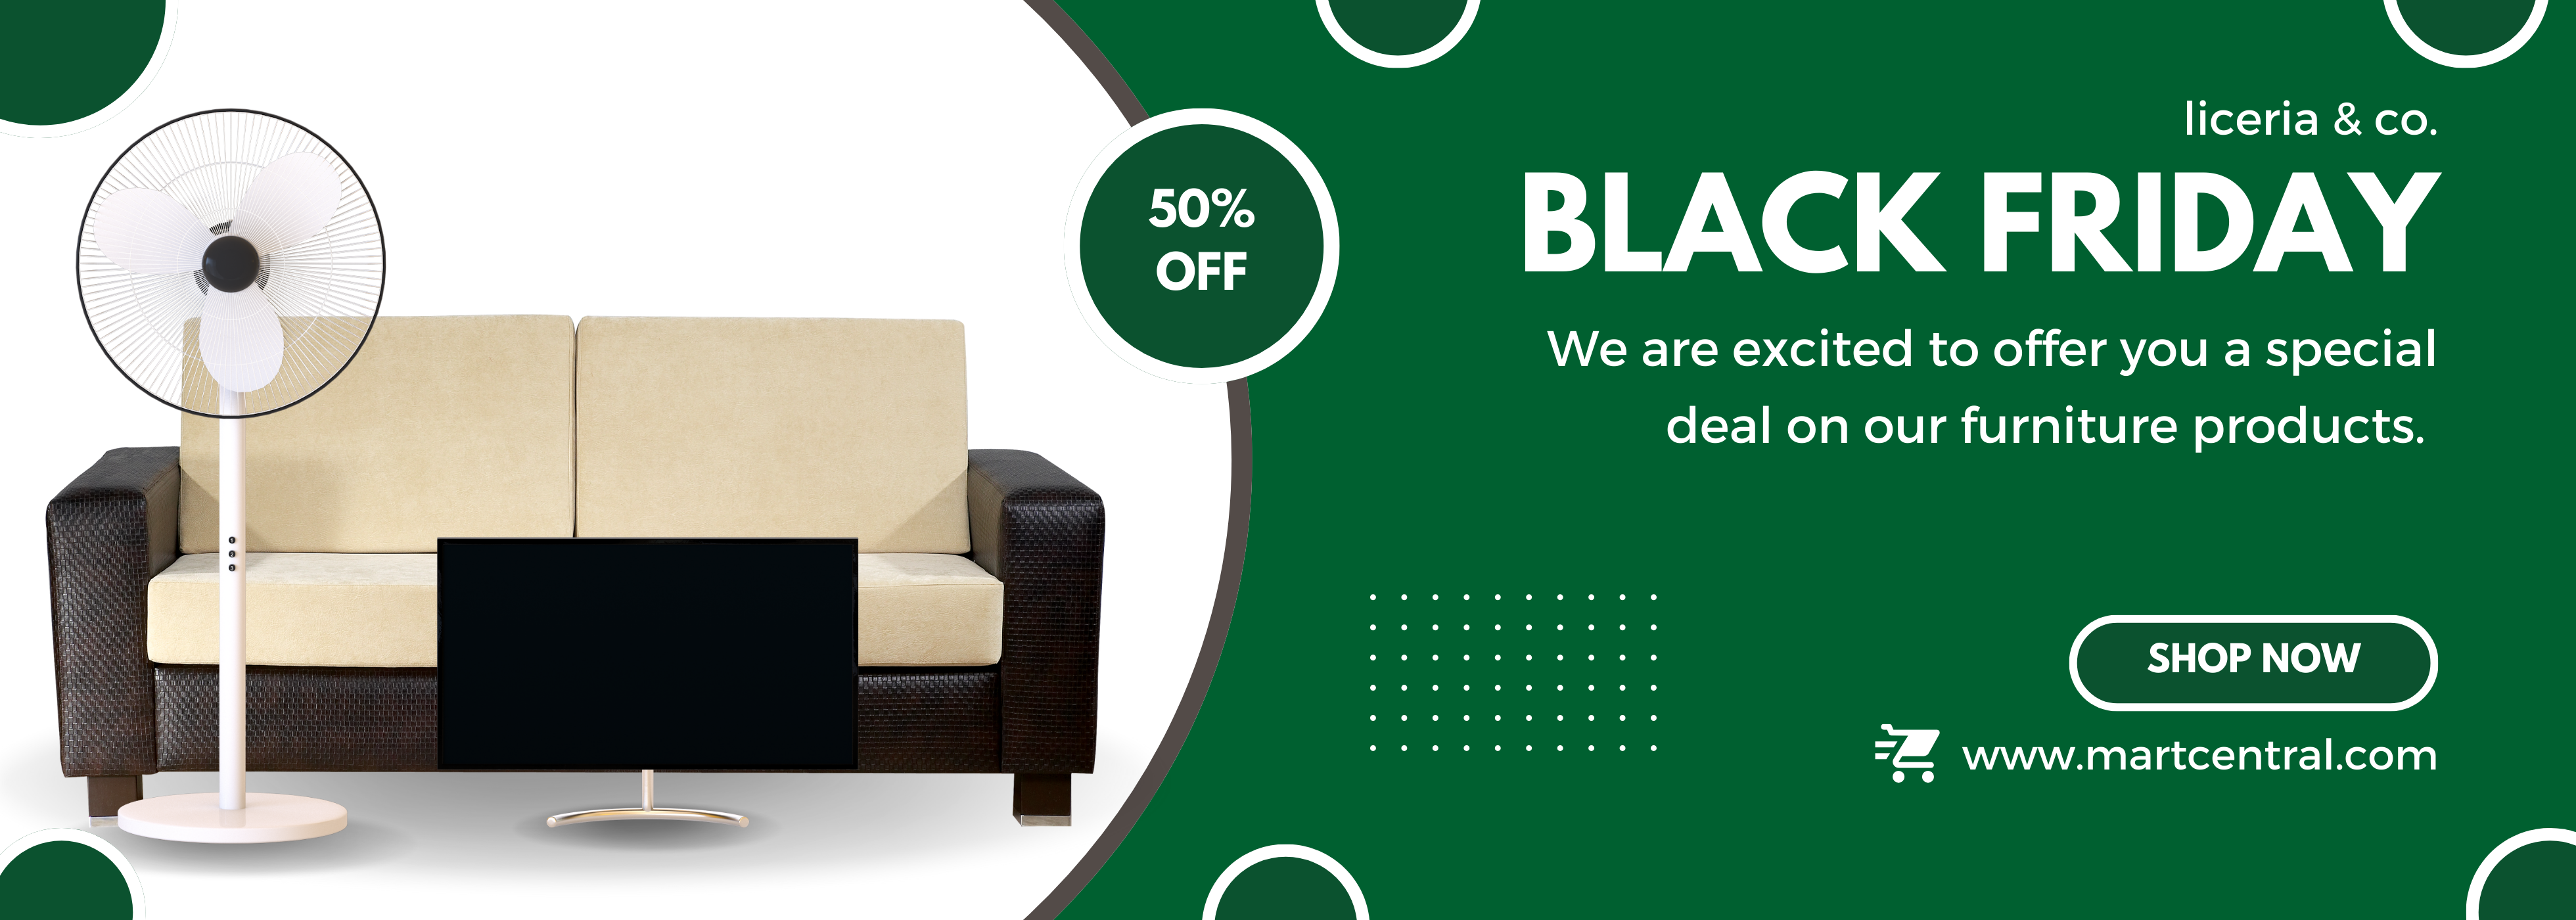 liceria & co.
BLACK FRIDAY
50%
OFF
We are excited to offer you a special
deal on our furniture products.
SHOP NOW
www.martcentral.com